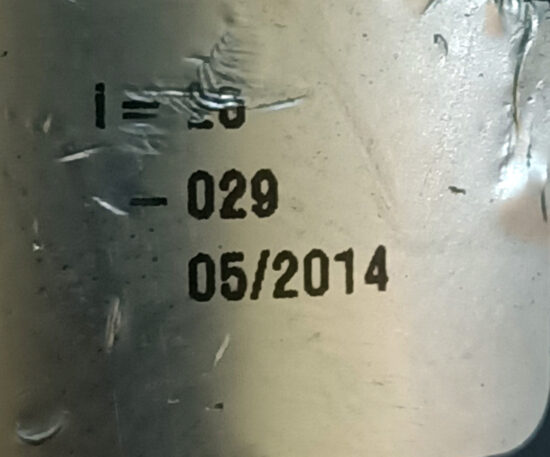 i =
– 029
05/2014